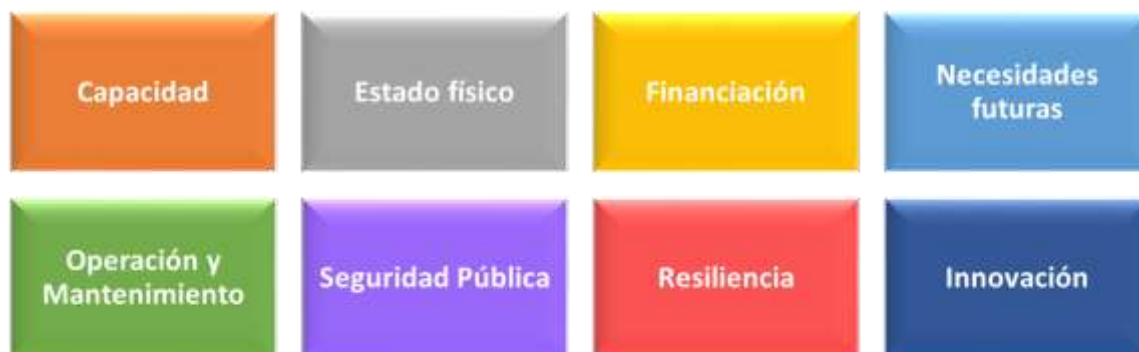 Capacidad
Estado físico
Financiación
Necesidades
futuras
Operación y
Mantenimiento
Seguridad Pública
Resiliencia
Innovación